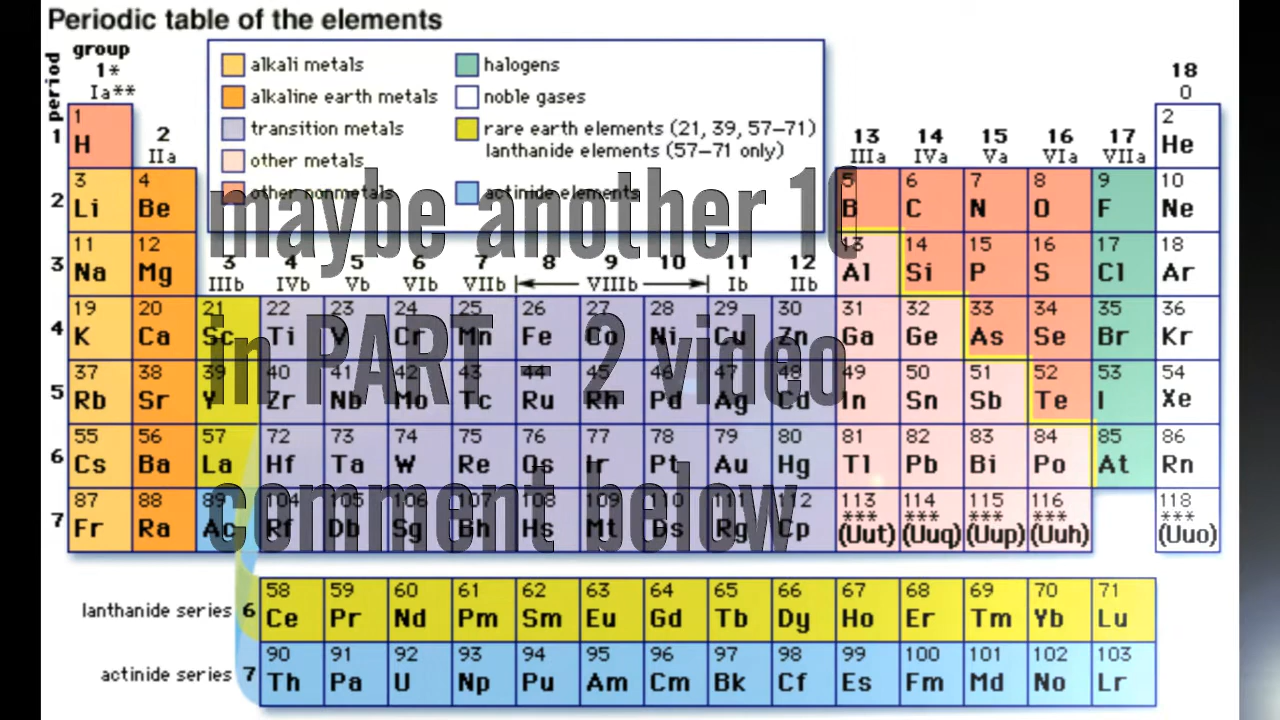 Periodic table of the elements
group
period
1*
Ia**
18
0
alkali metals
halogens
alkaline earth metals
noble gases
transition metals
rare earth elements (21, 39, 57–71)
lanthanide elements (57–71 only)
other metals
other nonmetals
actinide elements
maybe another 10
in PART - 2 video
comment below
2
IIa
13 14 15 16 17
IIIa IVa Va VIa VIIa
3 4 5 6 7 8 9 10 11 12
IIIb IVb Vb VIb VIIb VIIIb Ib IIb
1
1 2
H He
2
3 4 5 6 7 8 9 10
Li Be B C N O F Ne
3
11 12 13 14 15 16 17 18
Na Mg Al Si P S Cl Ar
4
19 20 21 22 23 24 25 26 27 28 29 30 31 32 33 34 35 36
K Ca Sc Ti V Cr Mn Fe Co Ni Cu Zn Ga Ge As Se Br Kr
5
37 38 39 40 41 42 43 44 45 46 47 48 49 50 51 52 53 54
Rb Sr Y Zr Nb Mo Tc Ru Rh Pd Ag Cd In Sn Sb Te I Xe
6
55 56 57 72 73 74 75 76 77 78 79 80 81 82 83 84 85 86
Cs Ba La Hf Ta W Re Os Ir Pt Au Hg Tl Pb Bi Po At Rn
7
87 88 89 104 105 106 107 108 109 110 111 112 113 114 115 116 118
*** *** *** *** ***
Fr Ra Ac Rf Db Sg Bh Hs Mt Ds Rg Cp (Uut) (Uuq) (Uup) (Uuh) (Uuo)
lanthanide series 6
58 59 60 61 62 63 64 65 66 67 68 69 70 71
Ce Pr Nd Pm Sm Eu Gd Tb Dy Ho Er Tm Yb Lu
actinide series 7
90 91 92 93 94 95 96 97 98 99 100 101 102 103
Th Pa U Np Pu Am Cm Bk Cf Es Fm Md No Lr